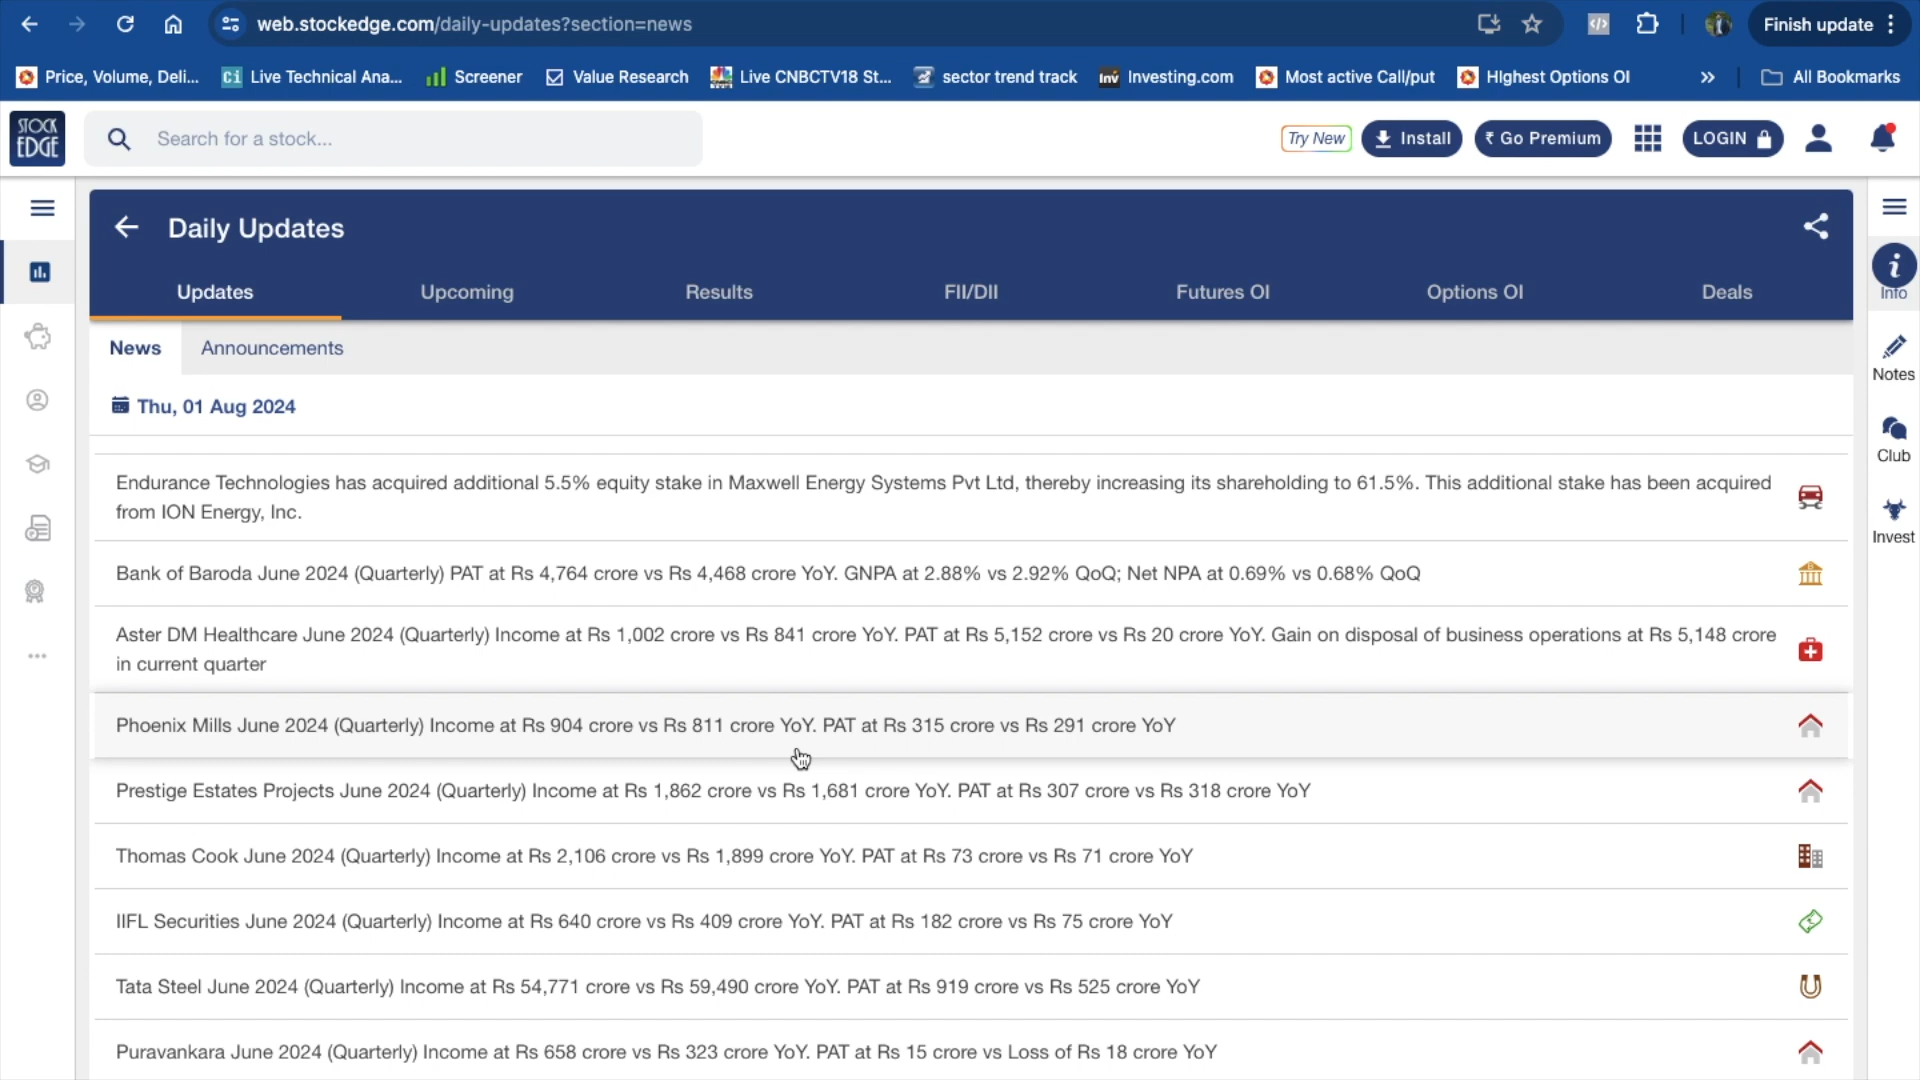 web.stockedge.com/daily-updates?section=news
Finish update
Price, Volume, Deli...
Ci
Live Technical Ana...
Screener
Value Research
Live CNBCTV18 St...
sector trend track
Inv
Investing.com
Most active Call/put
HIghest Options OI
»
All Bookmarks
STOCK
EDGE
Search for a stock...
Try New
Install
₹ Go Premium
LOGIN
Daily Updates
Updates
Upcoming
Results
FII/DII
Futures OI
Options OI
Deals
i
Info
News
Announcements
Notes
Thu, 01 Aug 2024
Club
Endurance Technologies has acquired additional 5.5% equity stake in Maxwell Energy Systems Pvt Ltd, thereby increasing its shareholding to 61.5%. This additional stake has been acquired
from ION Energy, Inc.
Invest
Bank of Baroda June 2024 (Quarterly) PAT at Rs 4,764 crore vs Rs 4,468 crore YoY. GNPA at 2.88% vs 2.92% QoQ; Net NPA at 0.69% vs 0.68% QoQ
Aster DM Healthcare June 2024 (Quarterly) Income at Rs 1,002 crore vs Rs 841 crore YoY. PAT at Rs 5,152 crore vs Rs 20 crore YoY. Gain on disposal of business operations at Rs 5,148 crore
in current quarter
Phoenix Mills June 2024 (Quarterly) Income at Rs 904 crore vs Rs 811 crore YoY. PAT at Rs 315 crore vs Rs 291 crore YoY
Prestige Estates Projects June 2024 (Quarterly) Income at Rs 1,862 crore vs Rs 1,681 crore YoY. PAT at Rs 307 crore vs Rs 318 crore YoY
Thomas Cook June 2024 (Quarterly) Income at Rs 2,106 crore vs Rs 1,899 crore YoY. PAT at Rs 73 crore vs Rs 71 crore YoY
IIFL Securities June 2024 (Quarterly) Income at Rs 640 crore vs Rs 409 crore YoY. PAT at Rs 182 crore vs Rs 75 crore YoY
Tata Steel June 2024 (Quarterly) Income at Rs 54,771 crore vs Rs 59,490 crore YoY. PAT at Rs 919 crore vs Rs 525 crore YoY
Puravankara June 2024 (Quarterly) Income at Rs 658 crore vs Rs 323 crore YoY. PAT at Rs 15 crore vs Loss of Rs 18 crore YoY